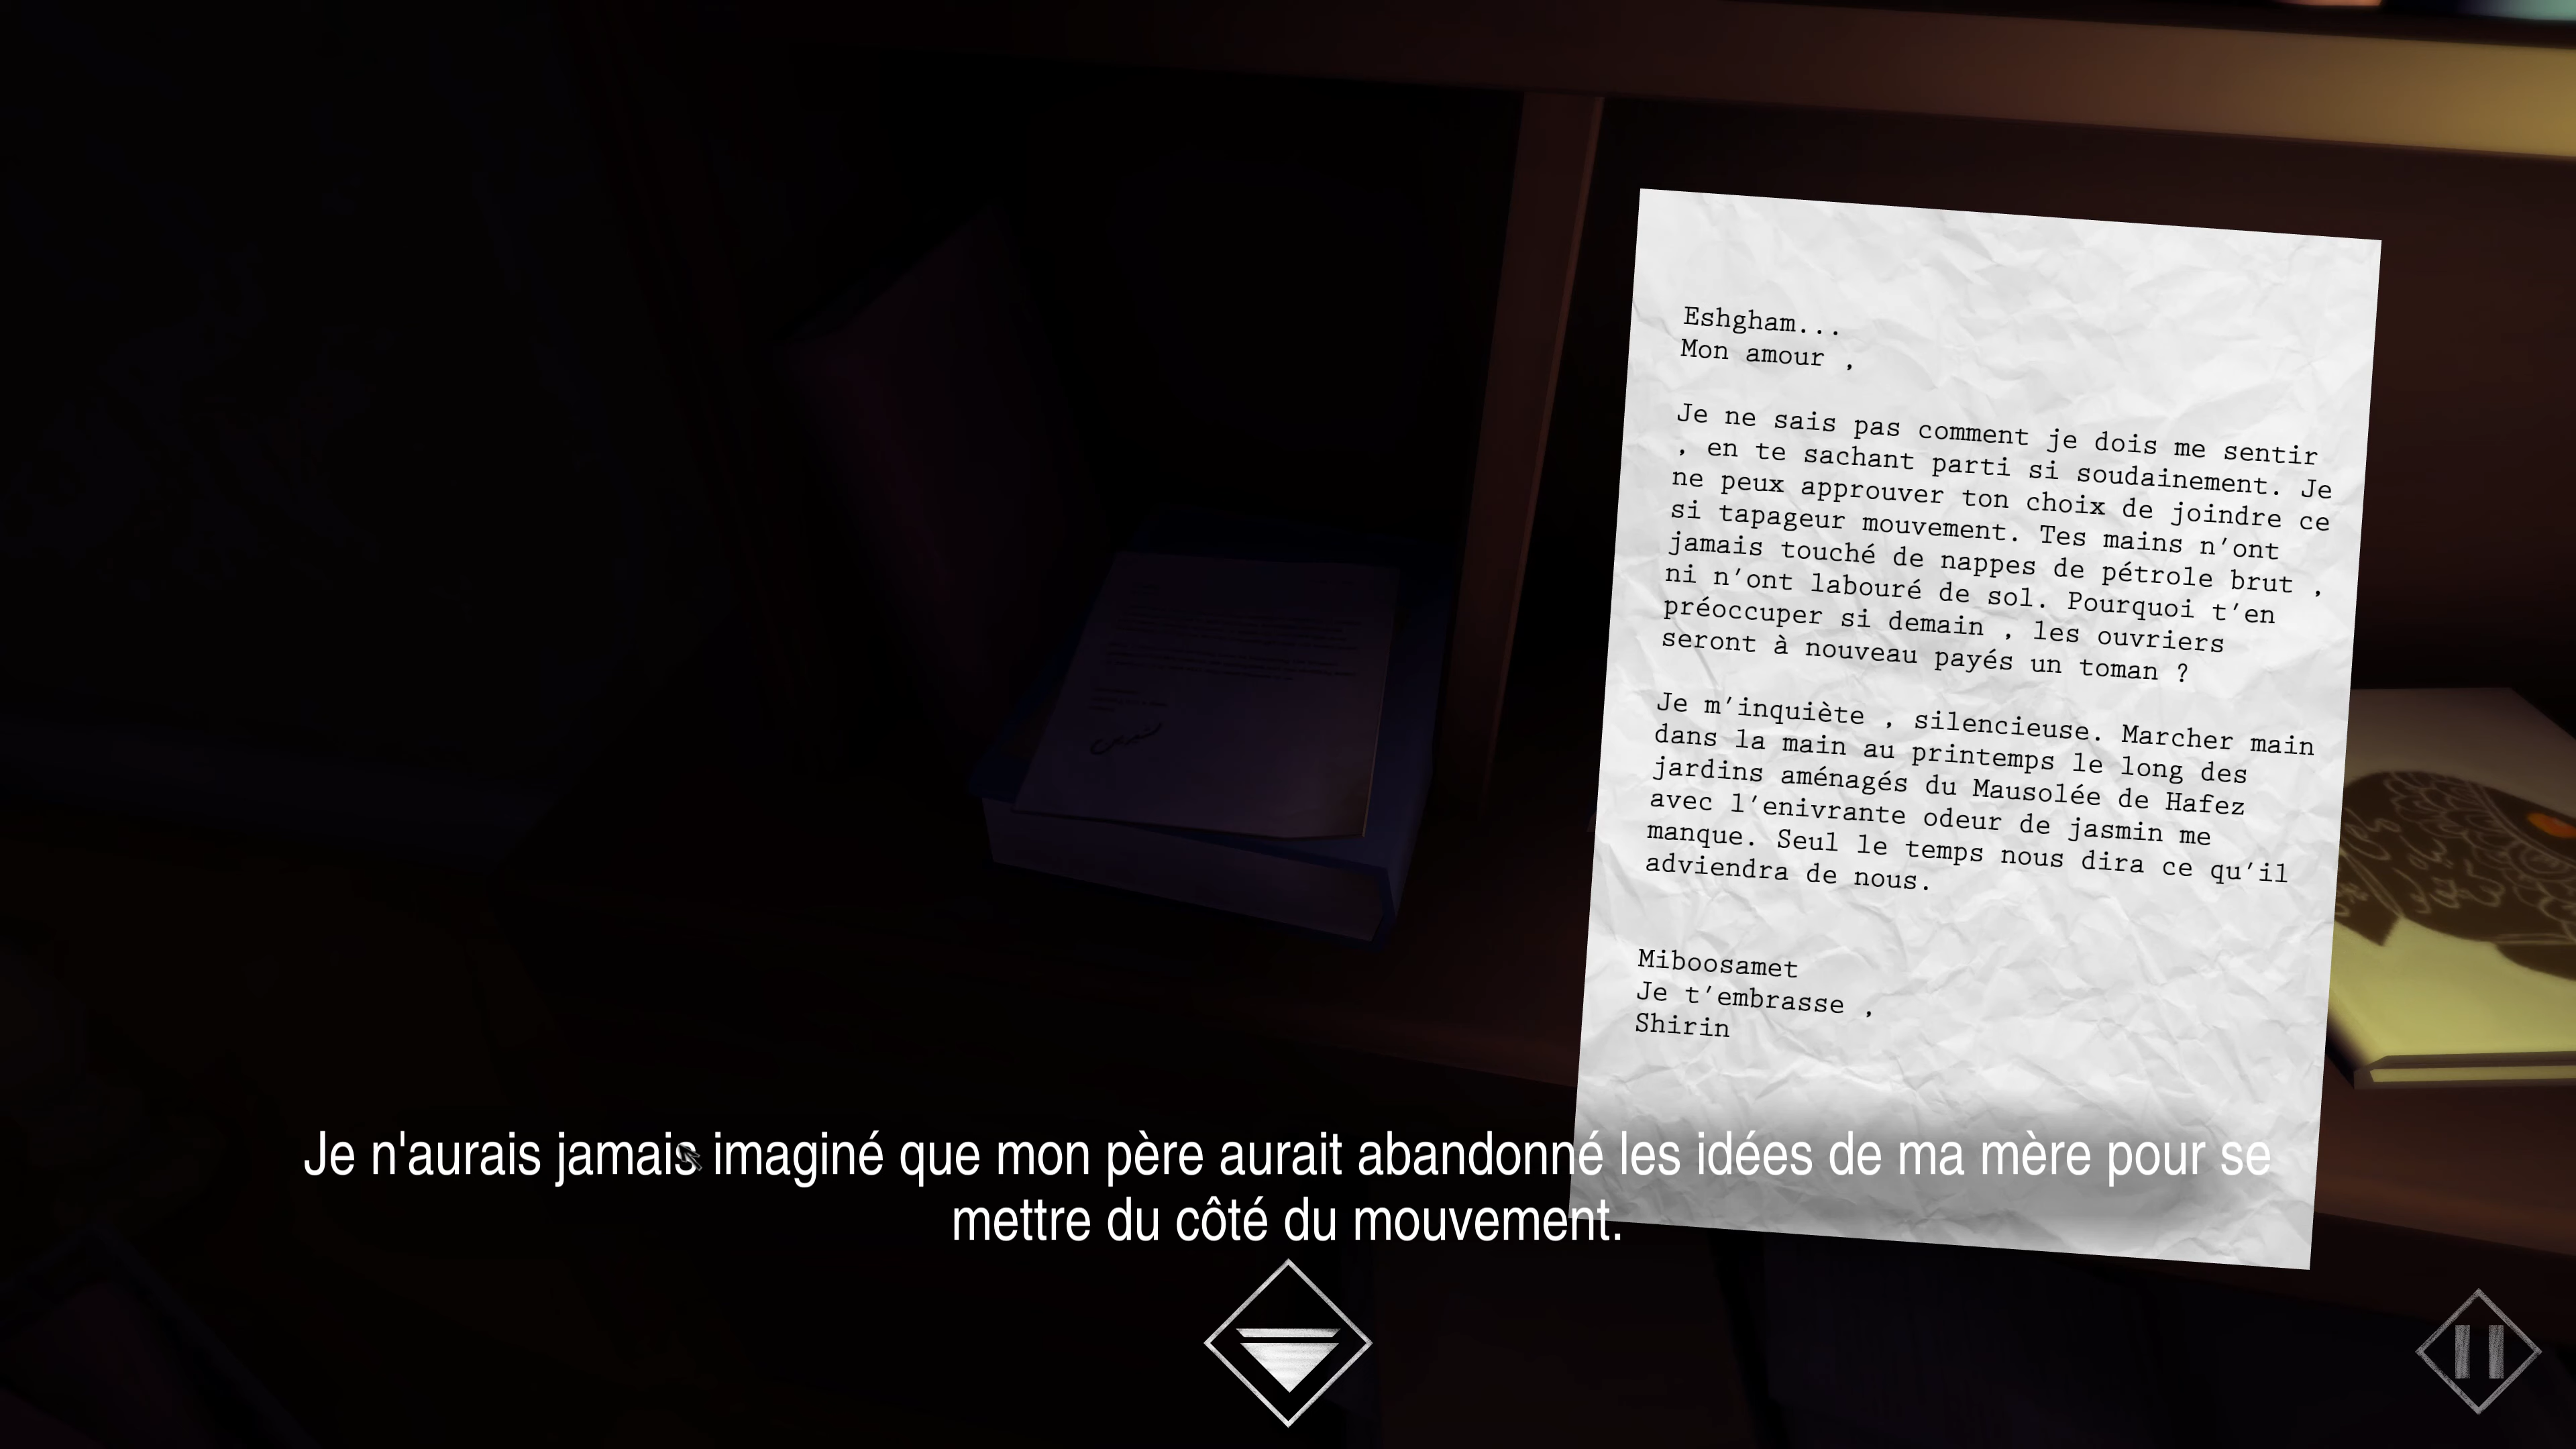 Eshgham...
Mon amour ,
Je ne sais pas comment je dois me sentir
, en te sachant parti si soudainement. Je
ne peux approuver ton choix de joindre ce
si tapageur mouvement. Tes mains n'ont
jamais touché de nappes de pétrole brut ,
ni n'ont labouré de sol. Pourquoi t'en
préoccuper si demain , les ouvriers
seront à nouveau payés un toman ?
Je m'inquiète , silencieuse. Marcher main
dans la main au printemps le long des
jardins aménagés du Mausolée de Hafez
avec l'enivrante odeur de jasmin me
manque. Seul le temps nous dira ce qu'il
adviendra de nous.
Miboosamet
Je t'embrasse ,
Shirin
Je n'aurais jamais imaginé que mon père aurait abandonné les idées de ma mère pour se
mettre du côté du mouvement.